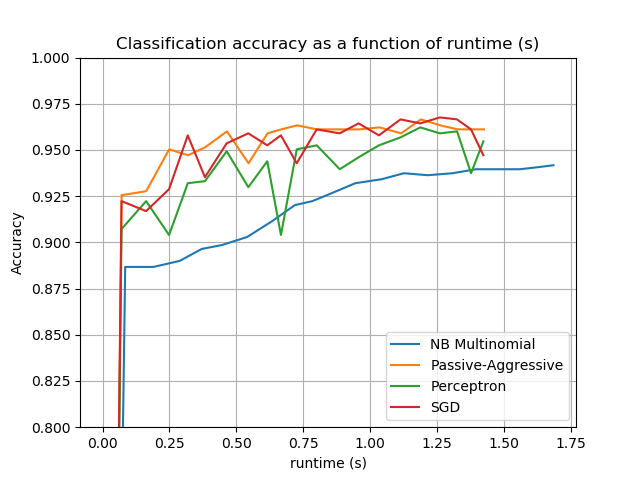 Classification accuracy as a function of runtime (s)
1.000
0.975
0.950
0.925
0.900
0.875
0.850
0.825
0.800
Accuracy
0.00 0.25 0.50 0.75 1.00 1.25 1.50 1.75
runtime (s)
NB Multinomial
Passive-Aggressive
Perceptron
SGD